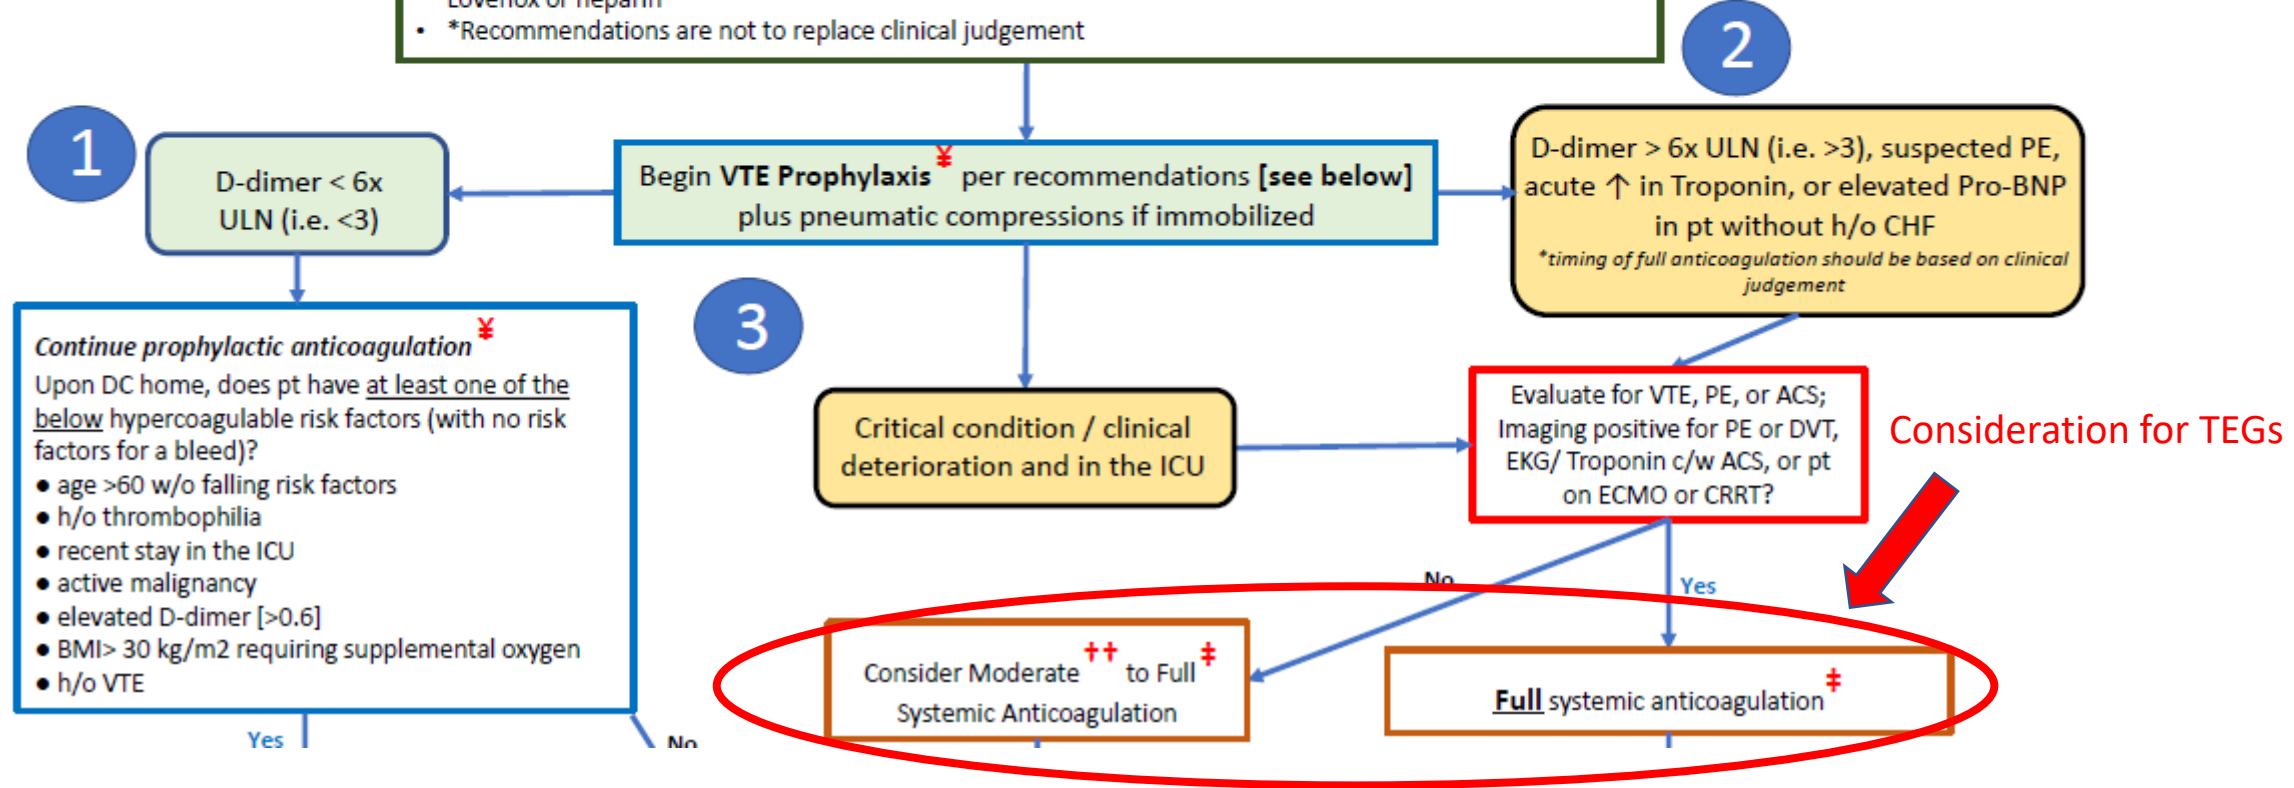 Lovenox or heparin
• *Recommendations are not to replace clinical judgement
2
1
D-dimer < 6x
ULN (i.e. <3)
Begin VTE Prophylaxis ¥ per recommendations [see below]
plus pneumatic compressions if immobilized
D-dimer > 6x ULN (i.e. >3), suspected PE,
acute ↑ in Troponin, or elevated Pro-BNP
in pt without h/o CHF
*timing of full anticoagulation should be based on clinical
judgement
Continue prophylactic anticoagulation ¥
Upon DC home, does pt have at least one of the
below hypercoagulable risk factors (with no risk
factors for a bleed)?
● age >60 w/o falling risk factors
● h/o thrombophilia
● recent stay in the ICU
● active malignancy
● elevated D-dimer [>0.6]
● BMI> 30 kg/m2 requiring supplemental oxygen
● h/o VTE
Yes
No
3
Critical condition / clinical
deterioration and in the ICU
Evaluate for VTE, PE, or ACS;
Imaging positive for PE or DVT,
EKG/ Troponin c/w ACS, or pt
on ECMO or CRRT?
Consideration for TEGs
No
Yes
Consider Moderate †† to Full ‡
Systemic Anticoagulation
Full systemic anticoagulation ‡